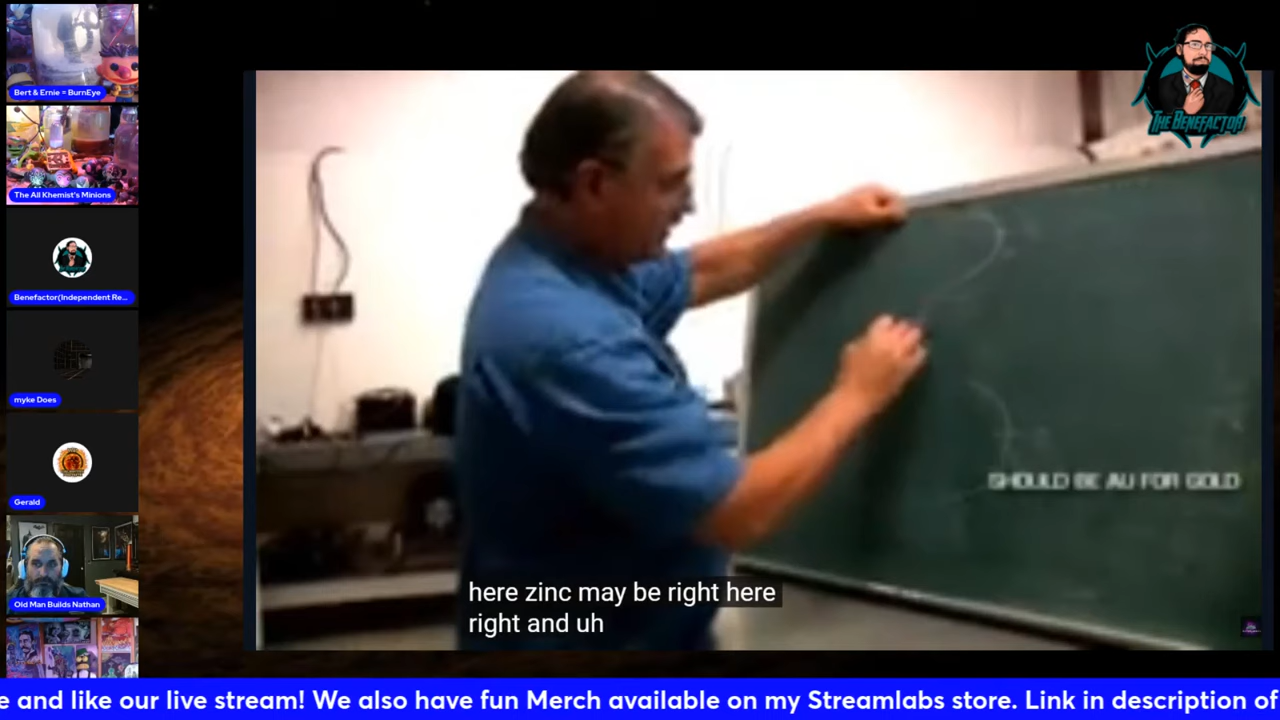 Bert & Ernie = BurnEye
The All Khemist's Minions
Benefactor(Independent Re...
myke Does
Gerald
Old Man Builds Nathan
THE BENEFACTOR
SHOULD BE AU FOR GOLD
here zinc may be right here
right and uh
e and like our live stream! We also have fun Merch available on my Streamlabs store. Link in description of